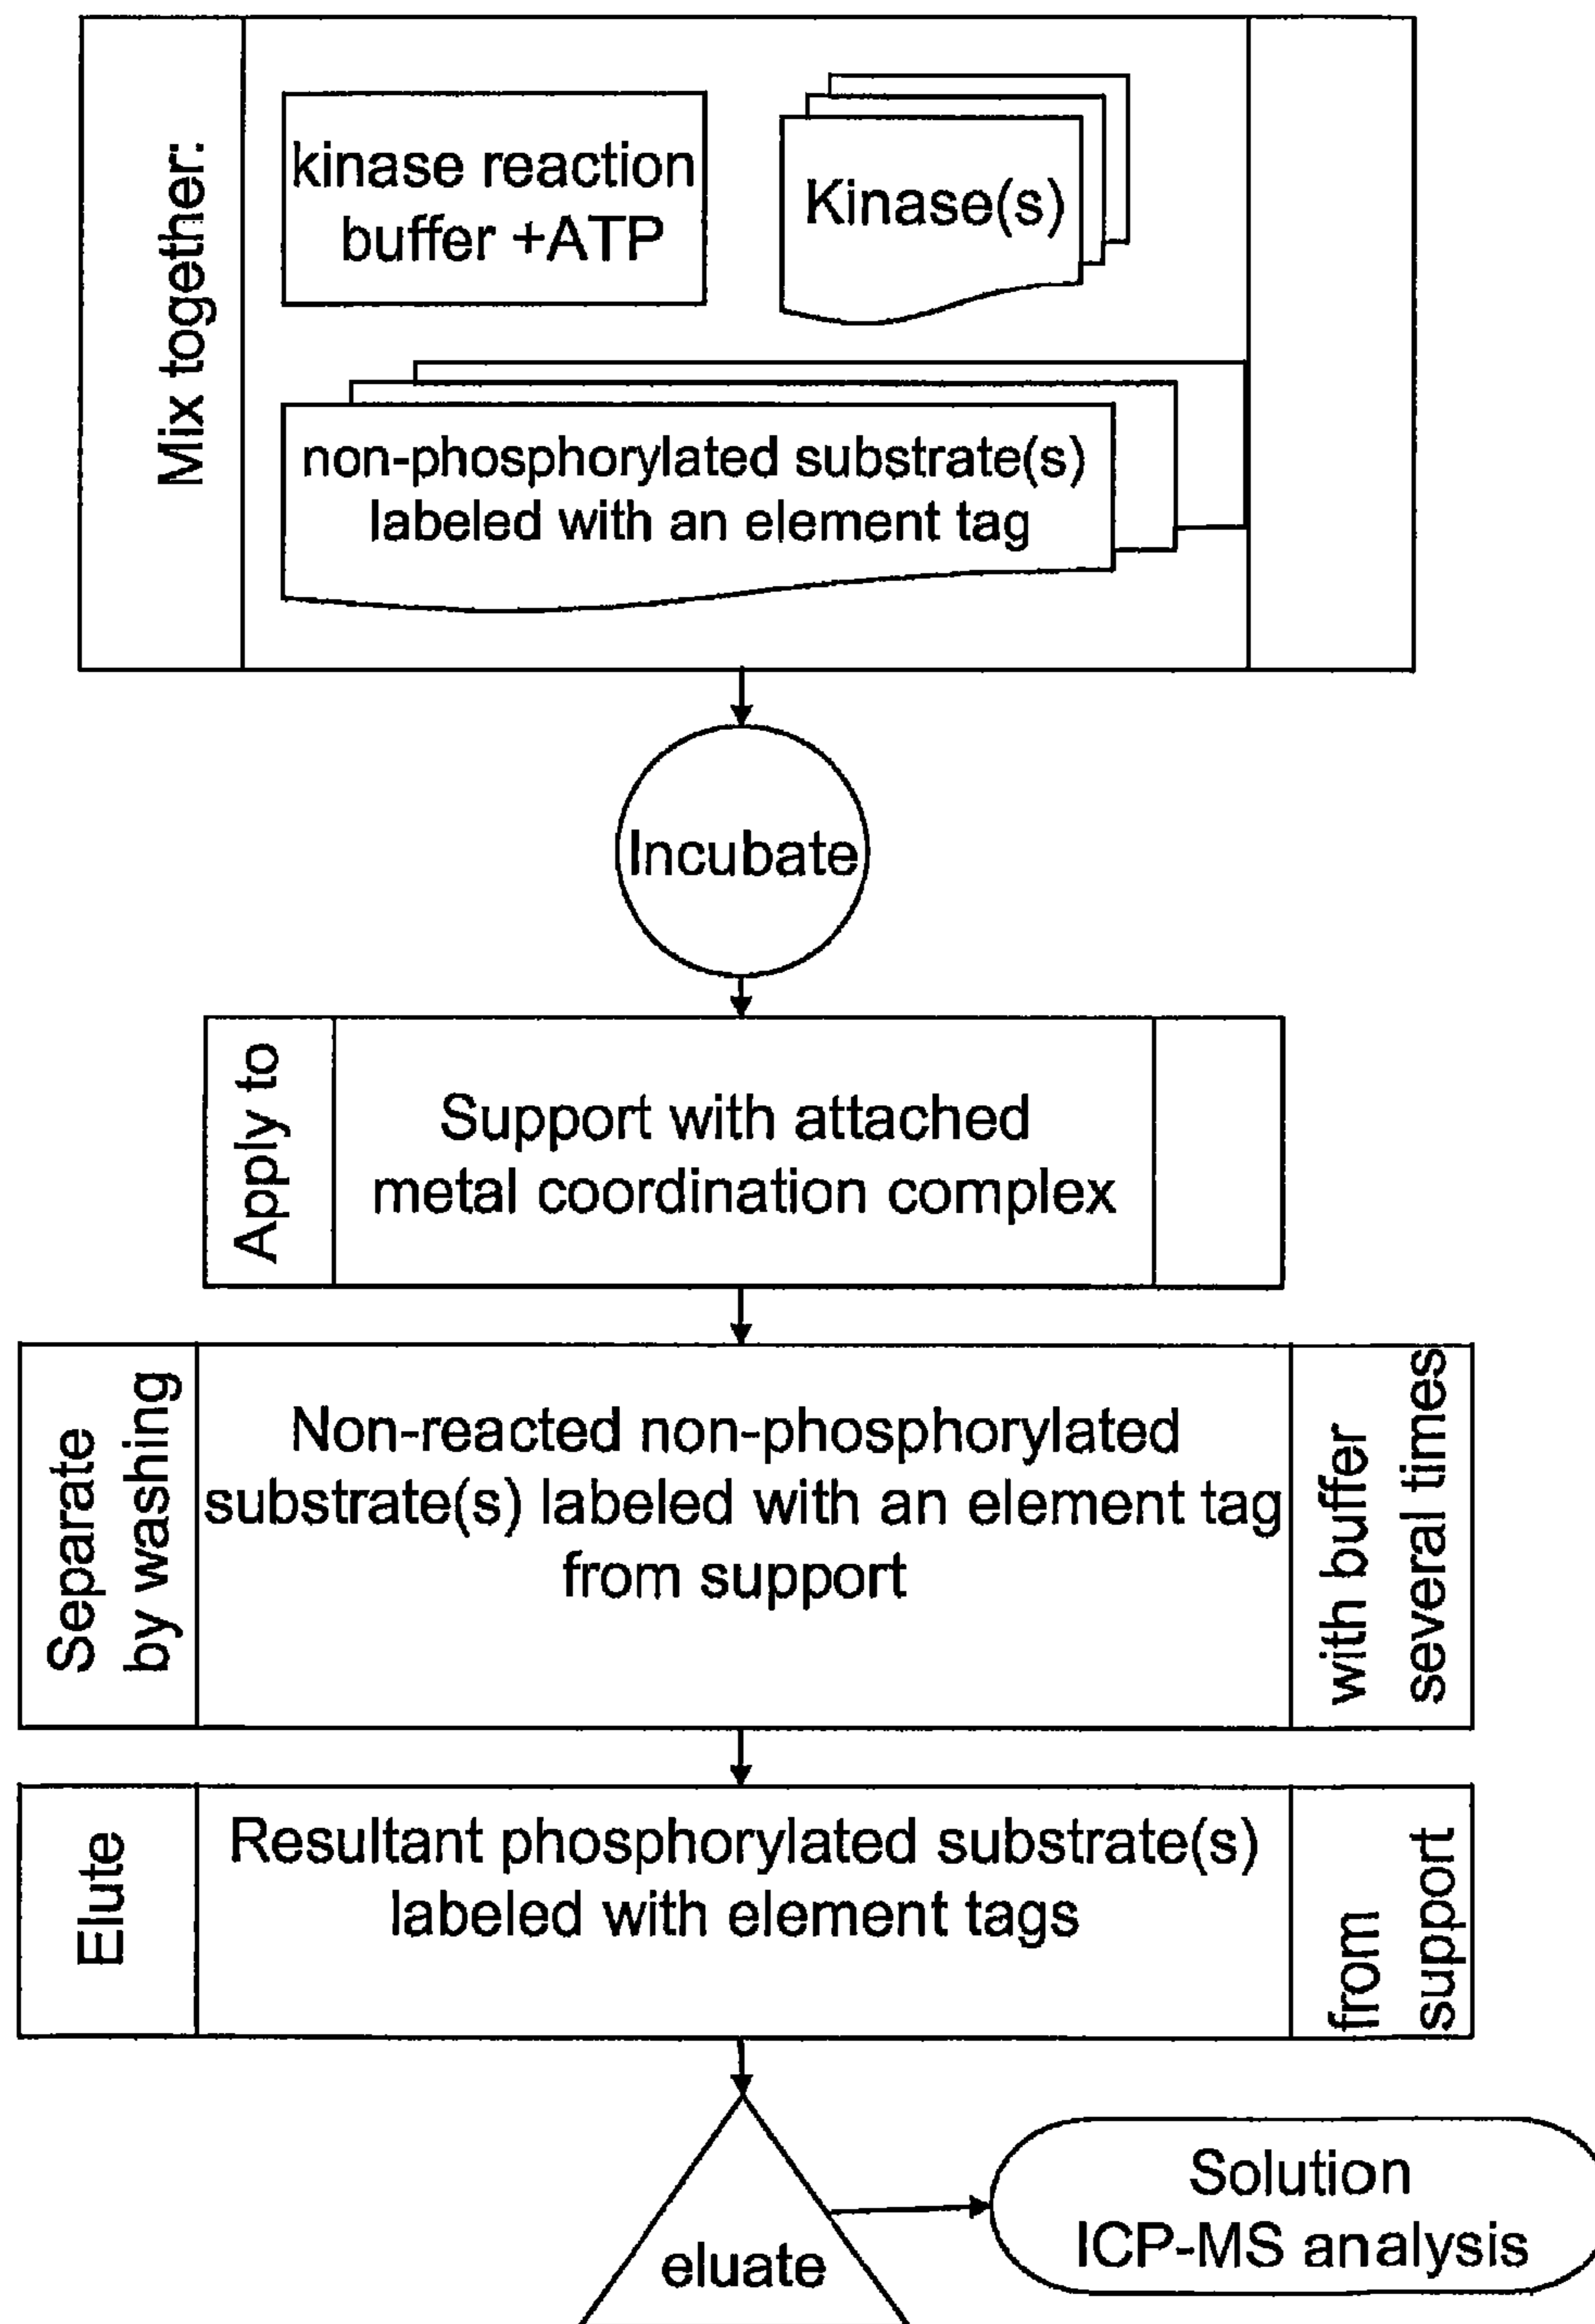 Mix together:
kinase reaction
buffer +ATP
Kinase(s)
non-phosphorylated substrate(s)
labeled with an element tag
Incubate
Apply to
Support with attached
metal coordination complex
Separate
by washing
Non-reacted non-phosphorylated
substrate(s) labeled with an element tag
from support
with buffer
several times
Elute
Resultant phosphorylated substrate(s)
labeled with element tags
from
support
eluate
Solution
ICP-MS analysis